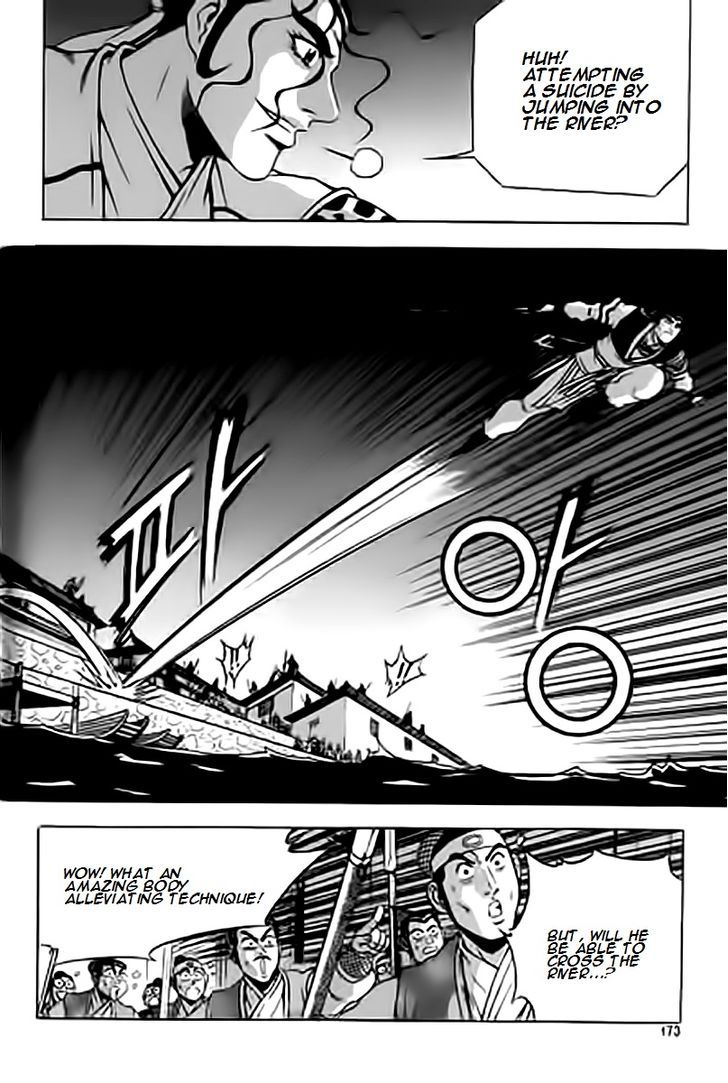 HUH!
ATTEMPTING
A SUICIDE BY
JUMPING INTO
THE RIVER?
파
앙
!!
!!
WOW! WHAT AN
AMAZING BODY
ALLEVIATING TECHNIQUE!
BUT, WILL HE
BE ABLE TO
CROSS THE
RIVER...?
173